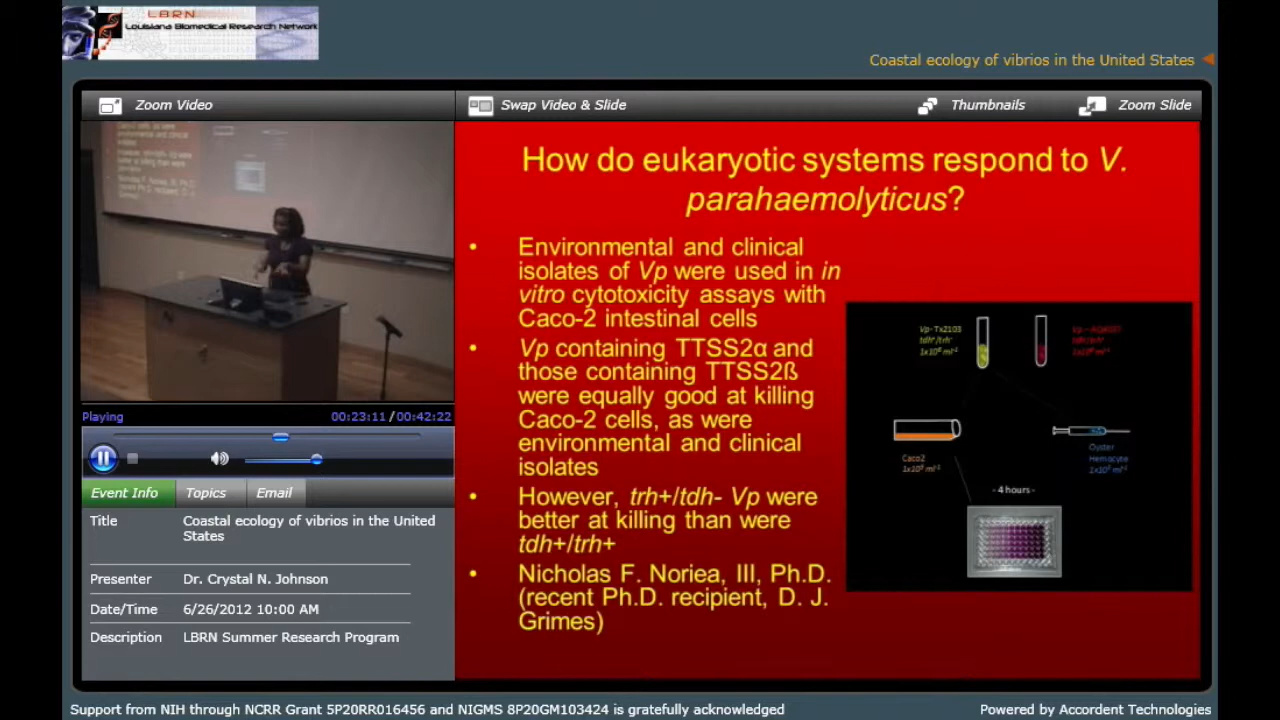 LBRN
Louisiana Biomedical Research Network
Coastal ecology of vibrios in the United States
Zoom Video
Swap Video & Slide
Thumbnails
Zoom Slide
How do eukaryotic systems respond to V.
parahaemolyticus?
• Environmental and clinical
isolates of Vp were used in in
vitro cytotoxicity assays with
Caco-2 intestinal cells
• Vp containing TTSS2α and
those containing TTSS2ß
were equally good at killing
Caco-2 cells, as were
environmental and clinical
isolates
• However, trh+/tdh- Vp were
better at killing than were
tdh+/trh+
• Nicholas F. Noriea, III, Ph.D.
(recent Ph.D. recipient, D. J.
Grimes)
Vp-Tx2103
Caco2
Oyster
Hemocyte
- 4 hours -
Playing
00:23:11 / 00:42:22
Event Info
Topics
Email
Title Coastal ecology of vibrios in the United
States
Presenter Dr. Crystal N. Johnson
Date/Time 6/26/2012 10:00 AM
Description LBRN Summer Research Program
Support from NIH through NCRR Grant 5P20RR016456 and NIGMS 8P20GM103424 is gratefully acknowledged
Powered by Accordent Technologies